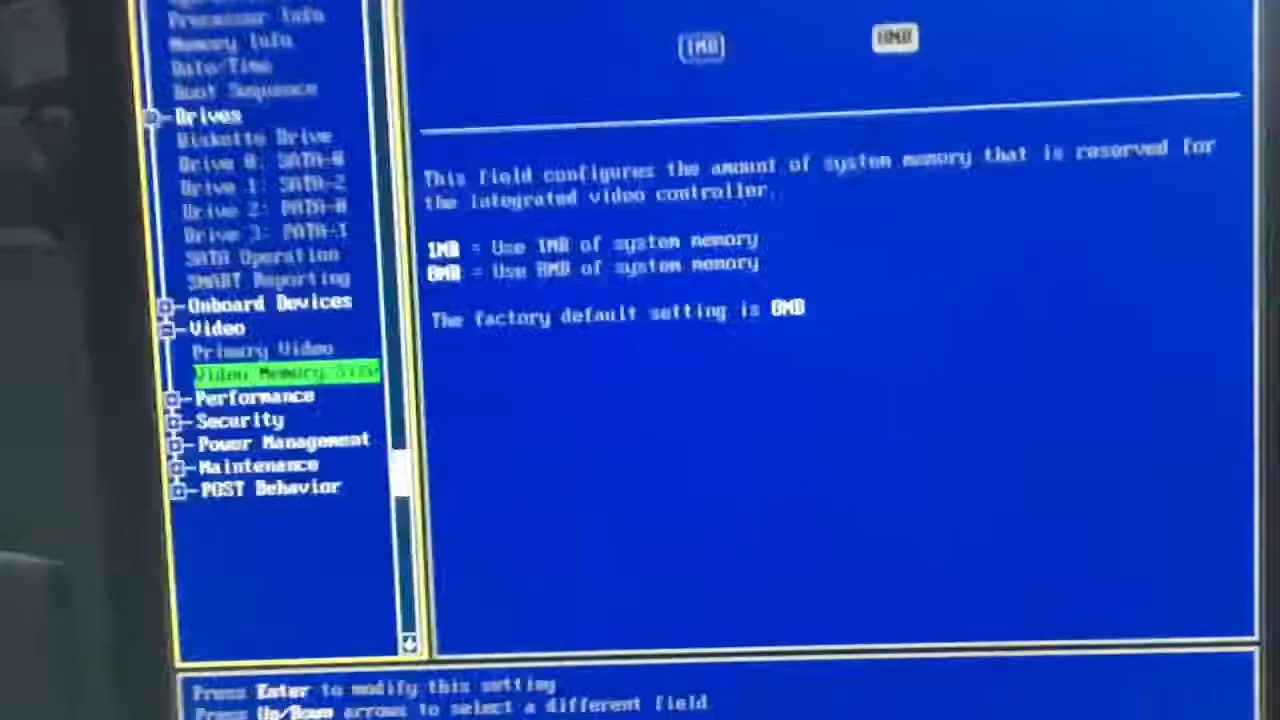 Processor Info
Memory Info
Date/Time
Boot Sequence
Drives
Diskette Drive
Drive 0: SATA-0
Drive 1: SATA-2
Drive 2: PATA-0
Drive 3: PATA-1
SATA Operation
SMART Reporting
Onboard Devices
Video
Primary Video
Video Memory Size
Performance
Security
Power Management
Maintenance
POST Behavior
1MB 8MB
This field configures the amount of system memory that is reserved for
the integrated video controller.
1MB = Use 1MB of system memory
8MB = Use 8MB of system memory
The factory default setting is 8MB
Press Enter to modify this setting
Press Up/Down arrows to select a different field